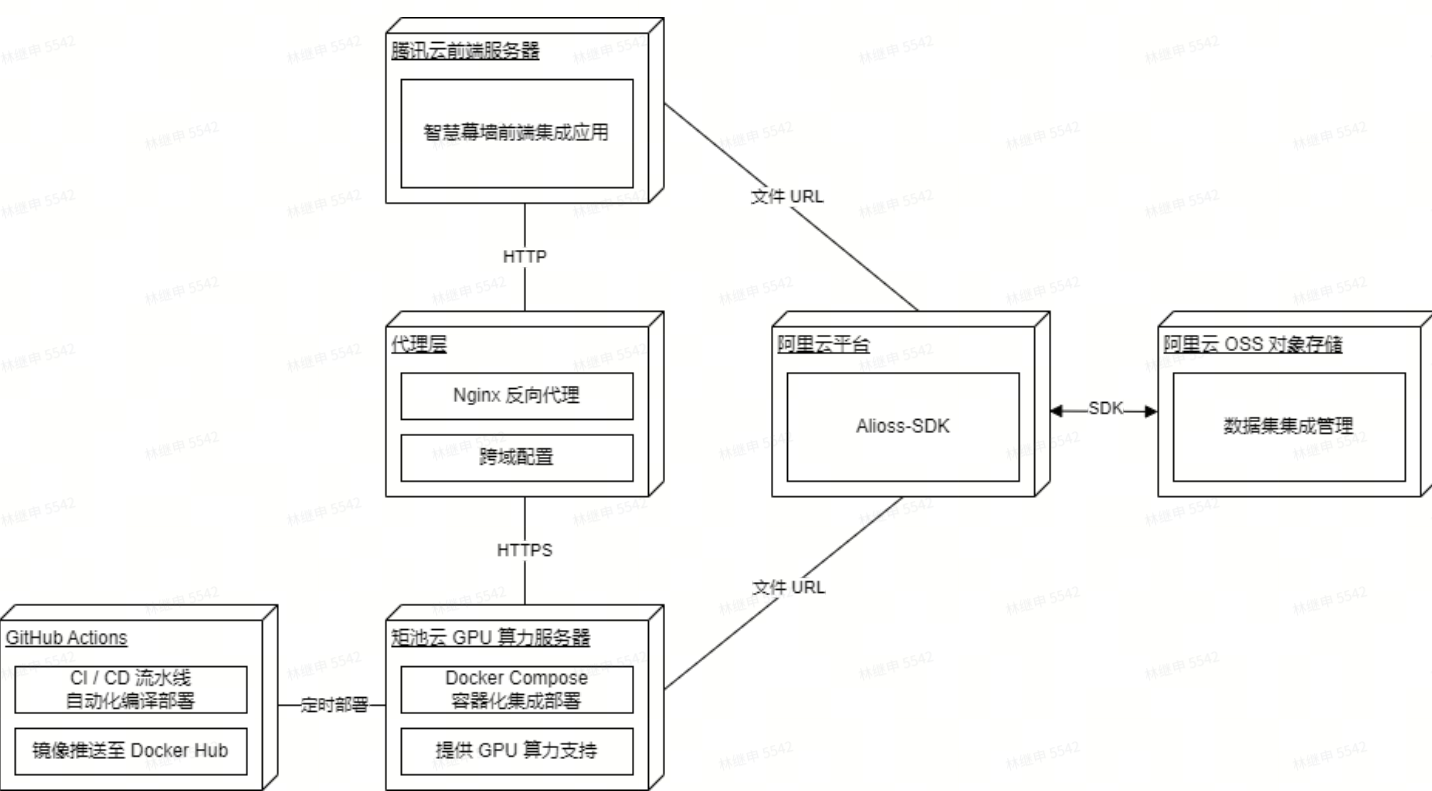 腾讯云前端服务器
智慧幕墙前端集成应用
文件 URL
HTTP
代理层
Nginx 反向代理
跨域配置
阿里云平台
Alioss-SDK
SDK
阿里云 OSS 对象存储
数据集集成管理
HTTPS
文件 URL
GitHub Actions
CI / CD 流水线
自动化编译部署
镜像推送至 Docker Hub
定时部署
矩池云 GPU 算力服务器
Docker Compose
容器化集成部署
提供 GPU 算力支持
林继申 5542